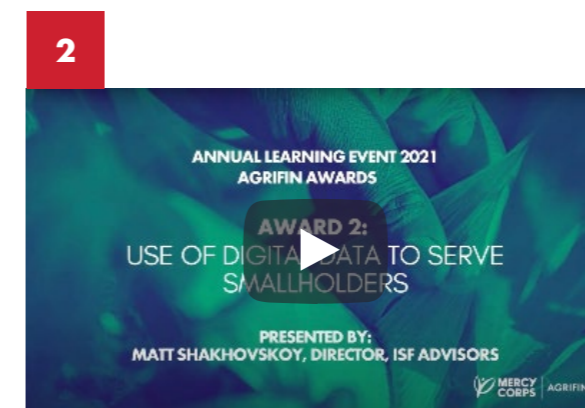 2
ANNUAL LEARNING EVENT 2021
AGRIFIN AWARDS
AWARD 2:
USE OF DIGITAL DATA TO SERVE
SMALLHOLDERS
PRESENTED BY:
MATT SHAKHOVSKOY, DIRECTOR, ISF ADVISORS
MERCY
CORPS
AGRIFIN